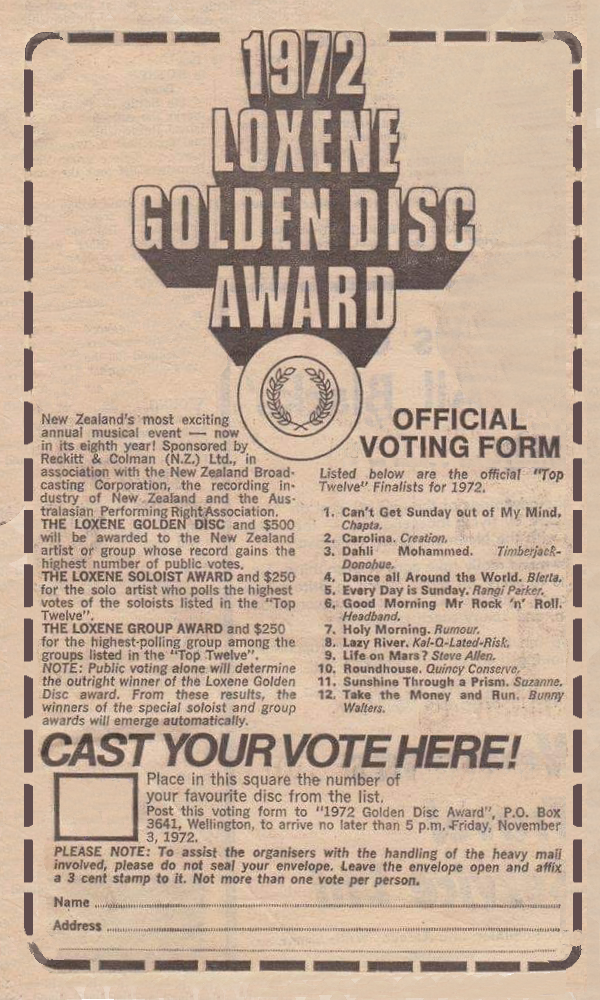 1972
LOXENE
GOLDEN DISC
AWARD
New Zealand's most exciting
annual musical event — now
in its eighth year! Sponsored by
Reckitt & Colman (N.Z.) Ltd., in
association with the New Zealand Broad-
casting Corporation, the recording in-
dustry of New Zealand and the Aus-
tralasian Performing Right Association.
THE LOXENE GOLDEN DISC and $500
will be awarded to the New Zealand
artist or group whose record gains the
highest number of public votes.
THE LOXENE SOLOIST AWARD and $250
for the solo artist who polls the highest
votes of the soloists listed in the "Top
Twelve".
THE LOXENE GROUP AWARD and $250
for the highest-polling group among the
groups listed in the "Top Twelve".
NOTE: Public voting alone will determine
the outright winner of the Loxene Golden
Disc award. From these results, the
winners of the special soloist and group
awards will emerge automatically.
OFFICIAL
VOTING FORM
Listed below are the official "Top
Twelve" Finalists for 1972.
1. Can't Get Sunday out of My Mind.
Chapta.
2. Carolina. Creation.
3. Dahli Mohammed. Timberjack-
Donoghue.
4. Dance all Around the World. Blerta.
5. Every Day is Sunday. Rangi Parker.
6. Good Morning Mr Rock 'n' Roll.
Headband.
7. Holy Morning. Rumour.
8. Lazy River. Kal-Q-Lated-Risk.
9. Life on Mars? Steve Allen.
10. Roundhouse. Quincy Conserve.
11. Sunshine Through a Prism. Suzanne.
12. Take the Money and Run. Bunny
Walters.
CAST YOUR VOTE HERE!
Place in this square the number of
your favourite disc from the list.
Post this voting form to "1972 Golden Disc Award", P.O. Box
3641, Wellington, to arrive no later than 5 p.m. Friday, November
3, 1972.
PLEASE NOTE: To assist the organisers with the handling of the heavy mail
involved, please do not seal your envelope. Leave the envelope open and affix
a 3 cent stamp to it. Not more than one vote per person.
Name
Address